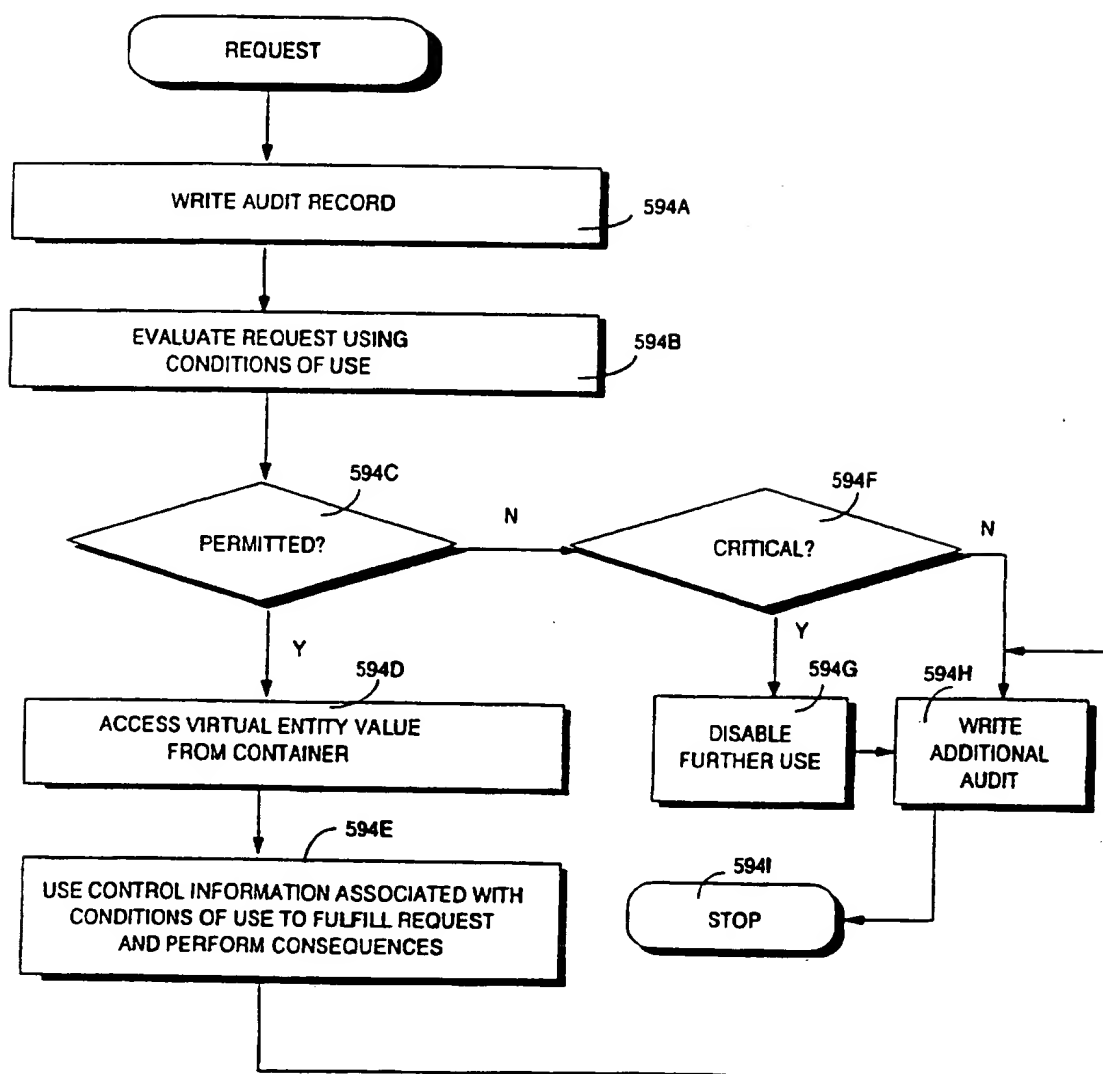 REQUEST
WRITE AUDIT RECORD
594A
EVALUATE REQUEST USING
CONDITIONS OF USE
594B
594C
PERMITTED?
N
Y
594F
CRITICAL?
N
Y
594D
ACCESS VIRTUAL ENTITY VALUE
FROM CONTAINER
594G
DISABLE
FURTHER USE
594H
WRITE
ADDITIONAL
AUDIT
594E
USE CONTROL INFORMATION ASSOCIATED WITH
CONDITIONS OF USE TO FULFILL REQUEST
AND PERFORM CONSEQUENCES
594I
STOP